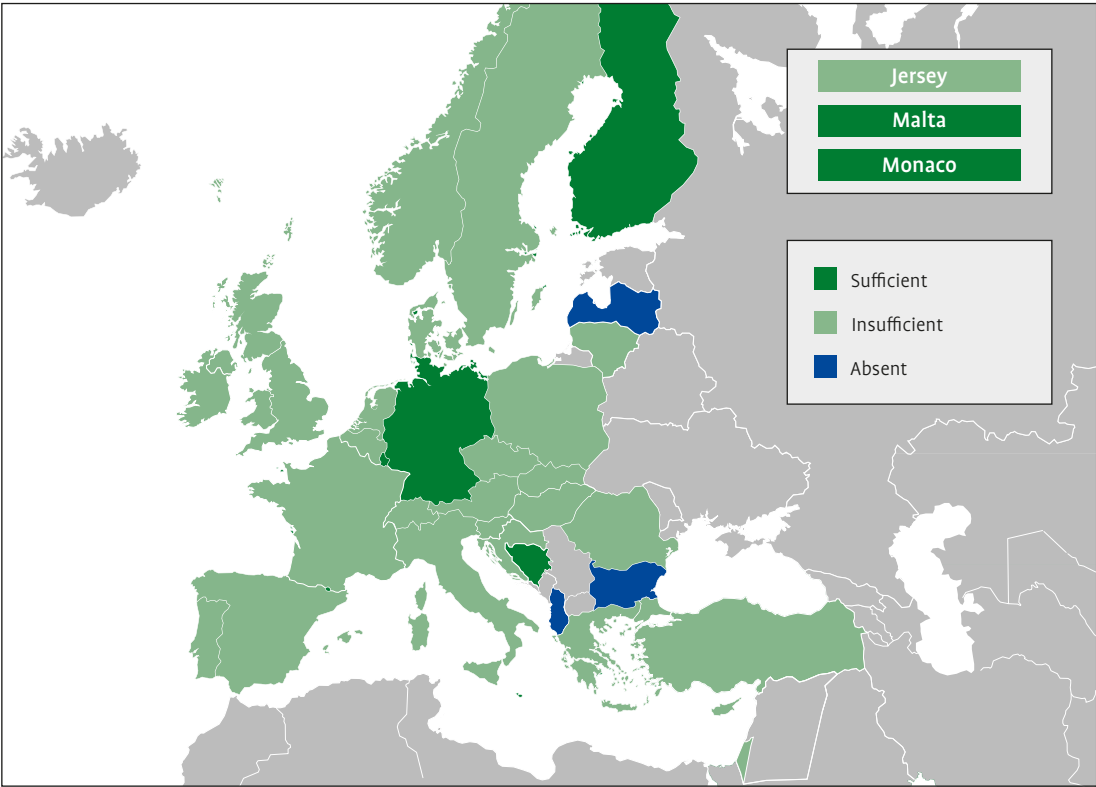 Jersey
Malta
Monaco
Sufficient
Insufficient
Absent